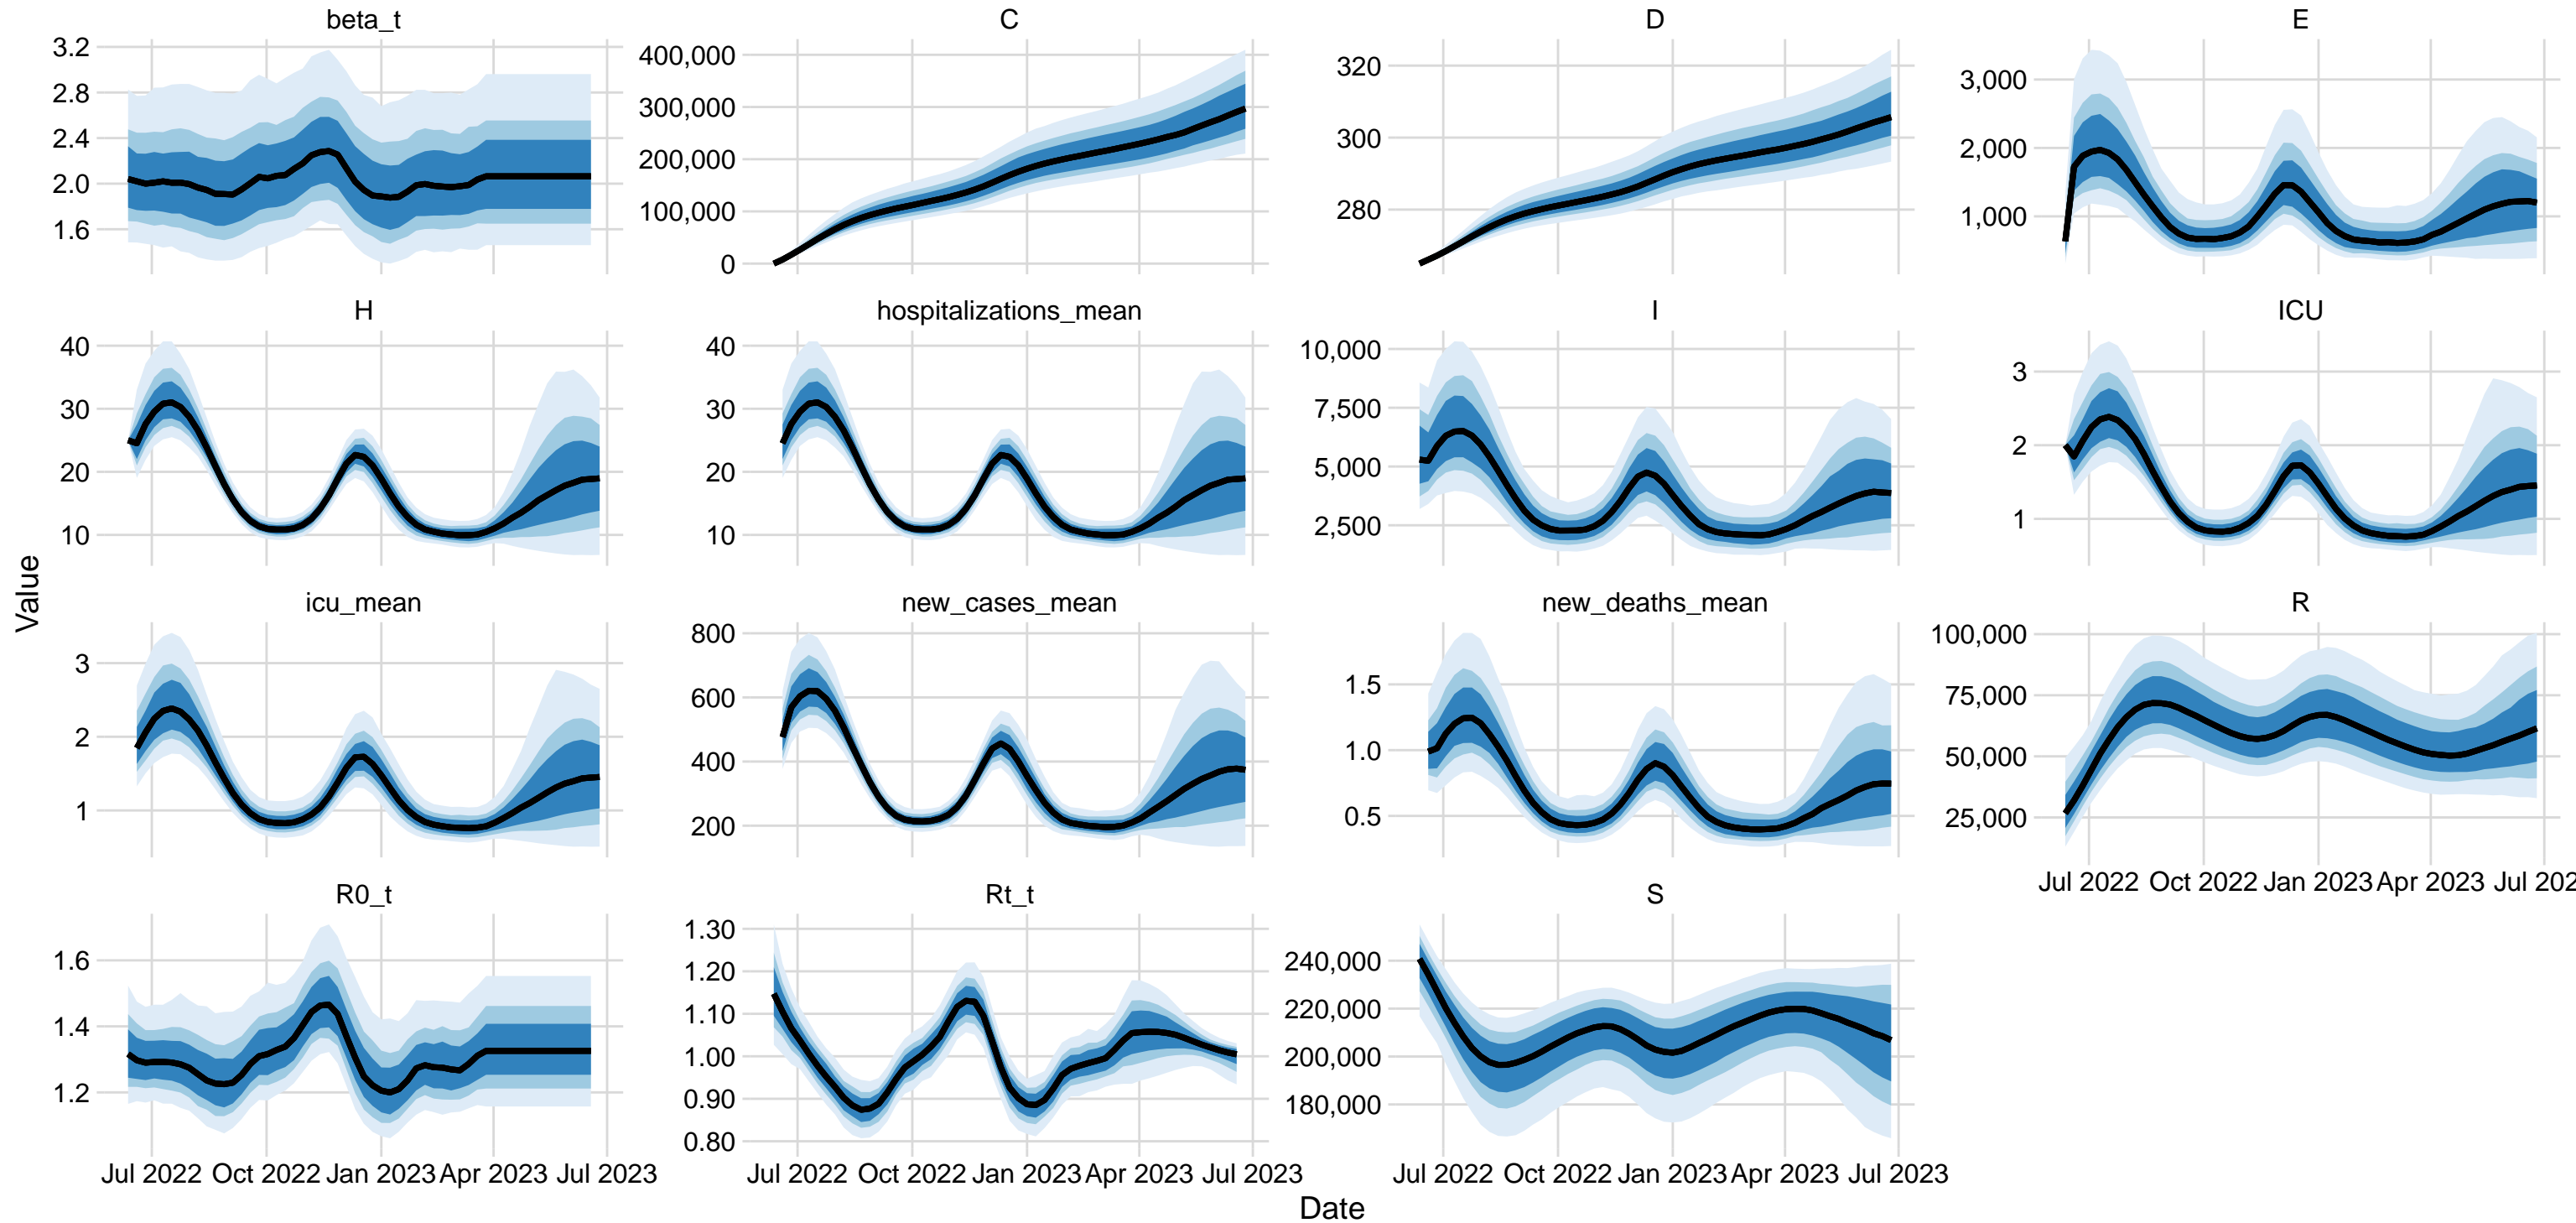 beta_t
C
D
E
3.2
2.8
2.4
2.0
1.6
400,000
300,000
200,000
100,000
0
320
300
280
3,000
2,000
1,000
H
hospitalizations_mean
I
ICU
40
30
20
10
40
30
20
10
10,000
7,500
5,000
2,500
3
2
1
Value
icu_mean
new_cases_mean
new_deaths_mean
R
3
2
1
800
600
400
200
1.5
1.0
0.5
100,000
75,000
50,000
25,000
Jul 2022 Oct 2022 Jan 2023 Apr 2023 Jul 202
R0_t
Rt_t
S
1.6
1.4
1.2
1.30
1.20
1.10
1.00
0.90
0.80
240,000
220,000
200,000
180,000
Jul 2022 Oct 2022 Jan 2023 Apr 2023 Jul 2023
Jul 2022 Oct 2022 Jan 2023 Apr 2023 Jul 2023
Jul 2022 Oct 2022 Jan 2023 Apr 2023 Jul 2023
Date